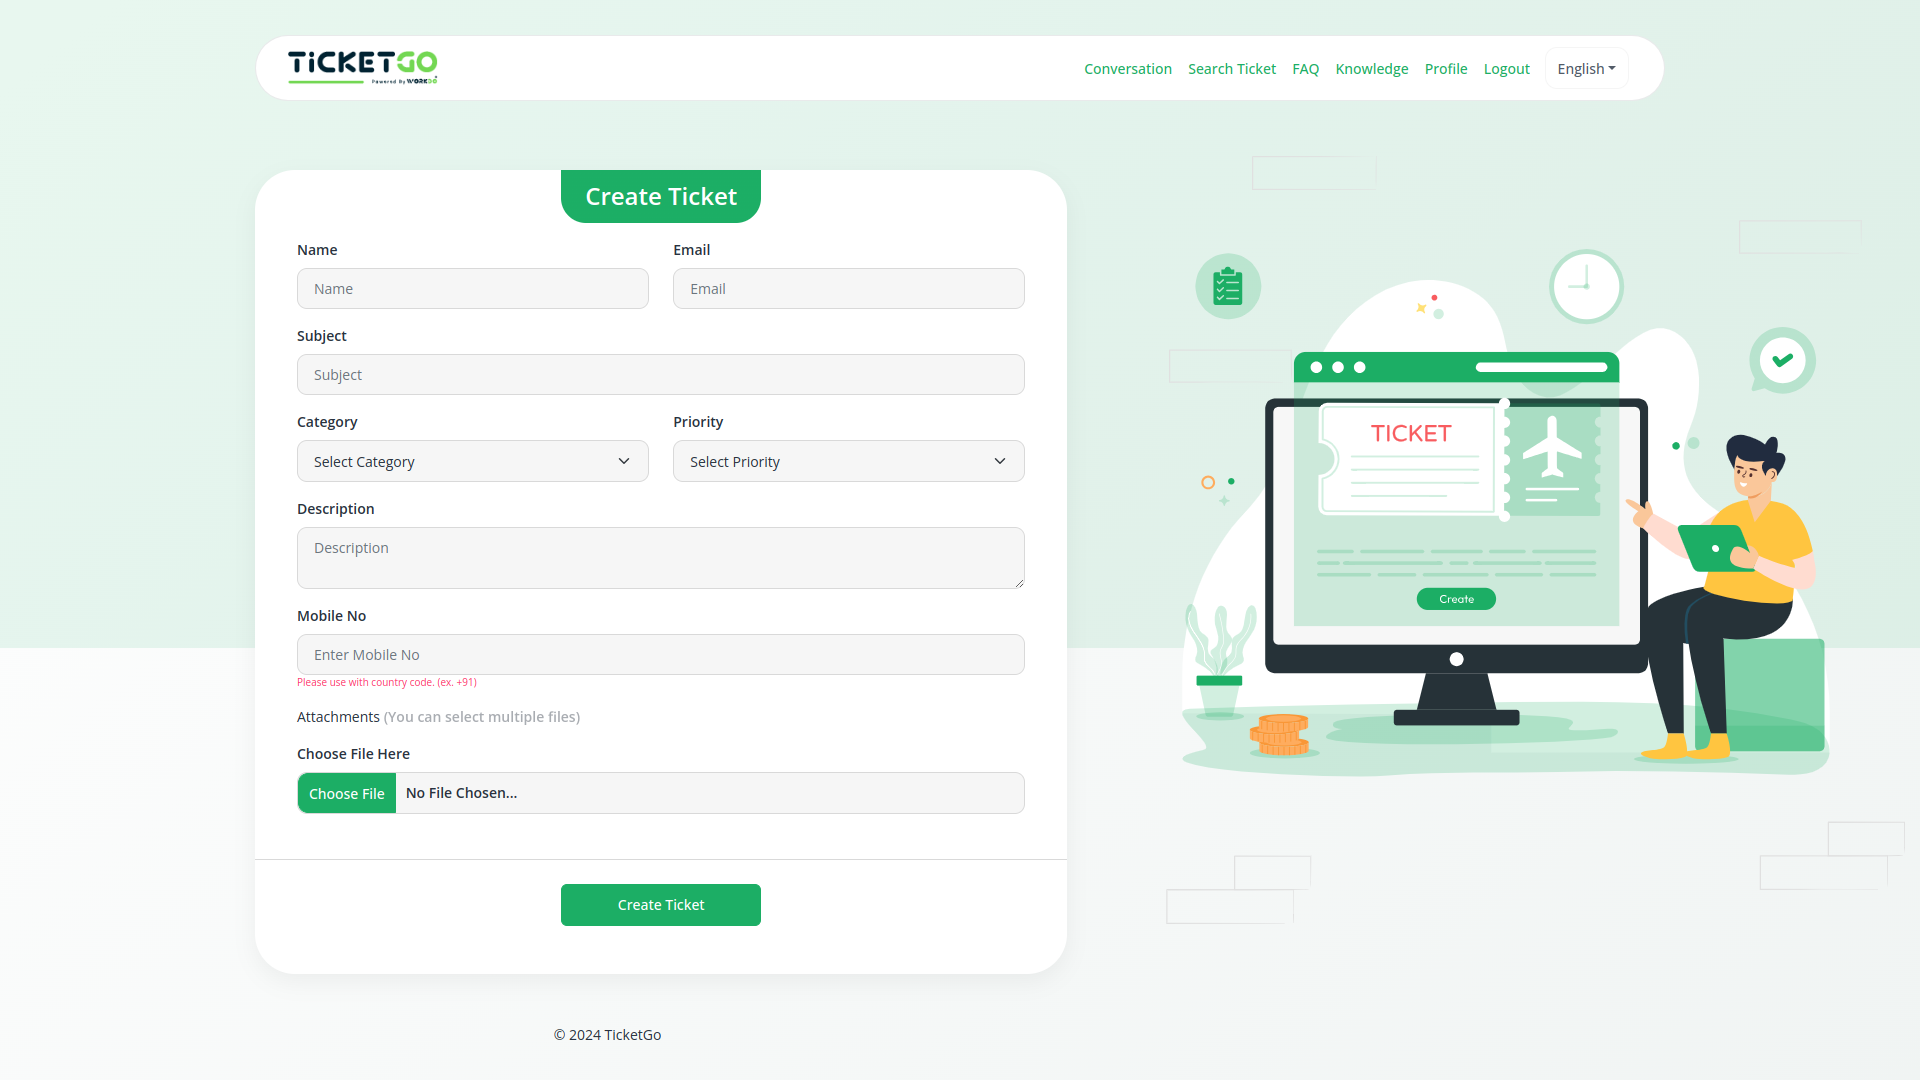 TiCKETGO
Powered By WORKDO
Conversation Search Ticket FAQ Knowledge Profile Logout English
Create Ticket
Name Email
Name Email
Subject
Subject
Category Priority
Select Category Select Priority
Description
Description
Mobile No
Enter Mobile No
Please use with country code. (ex. +91)
Attachments (You can select multiple files)
Choose File Here
Choose File No File Chosen...
Create Ticket
TICKET
Create
© 2024 TicketGo